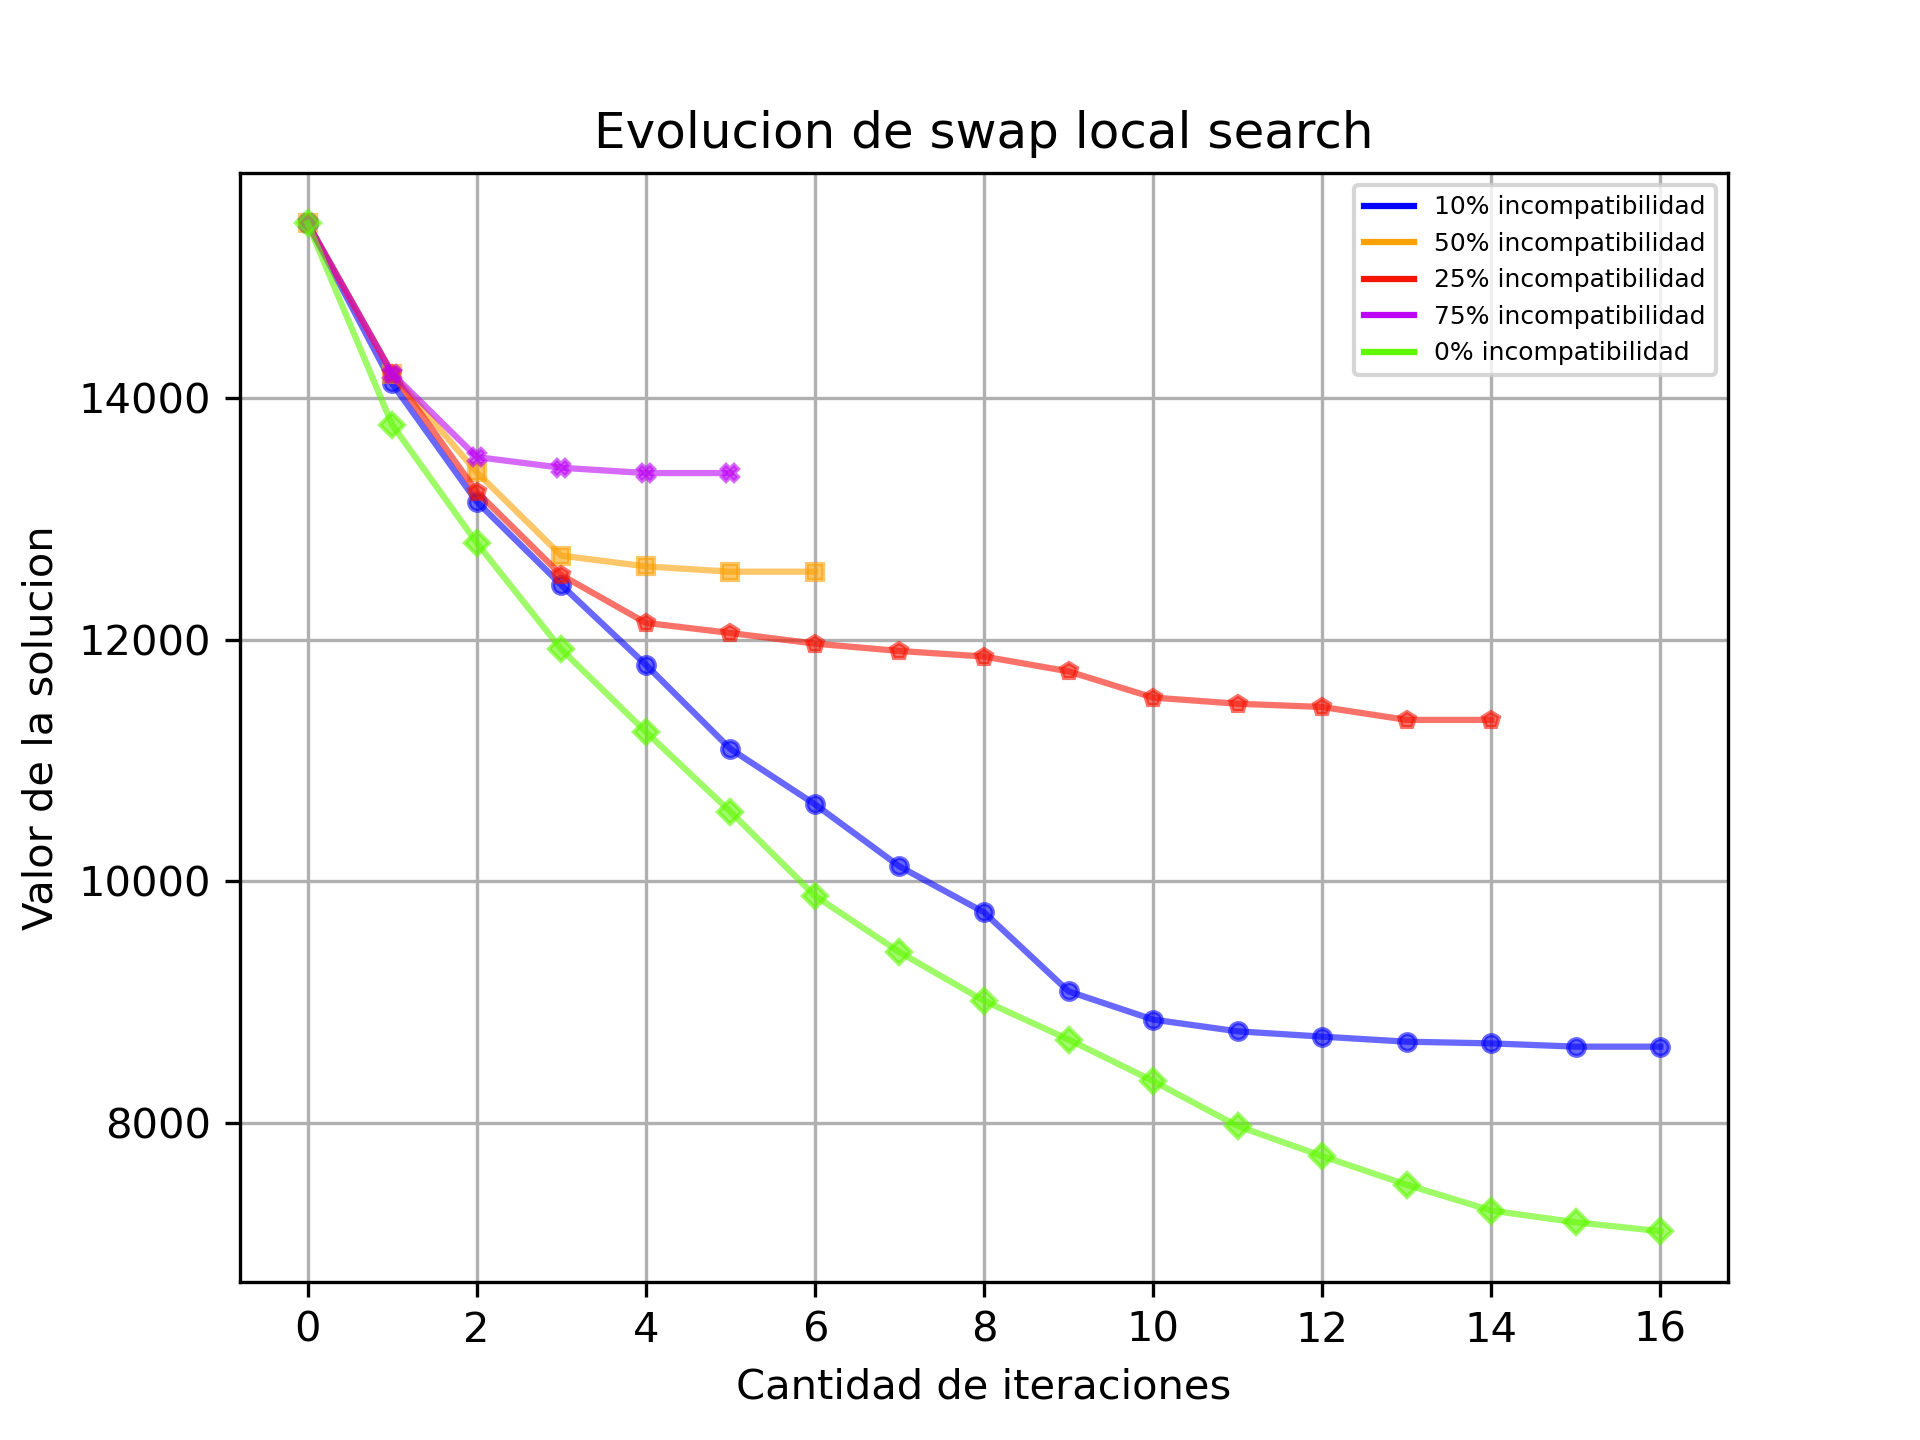 Evolucion de swap local search
10% incompatibilidad
50% incompatibilidad
25% incompatibilidad
75% incompatibilidad
0% incompatibilidad
Valor de la solucion
14000
12000
10000
8000
0 2 4 6 8 10 12 14 16
Cantidad de iteraciones